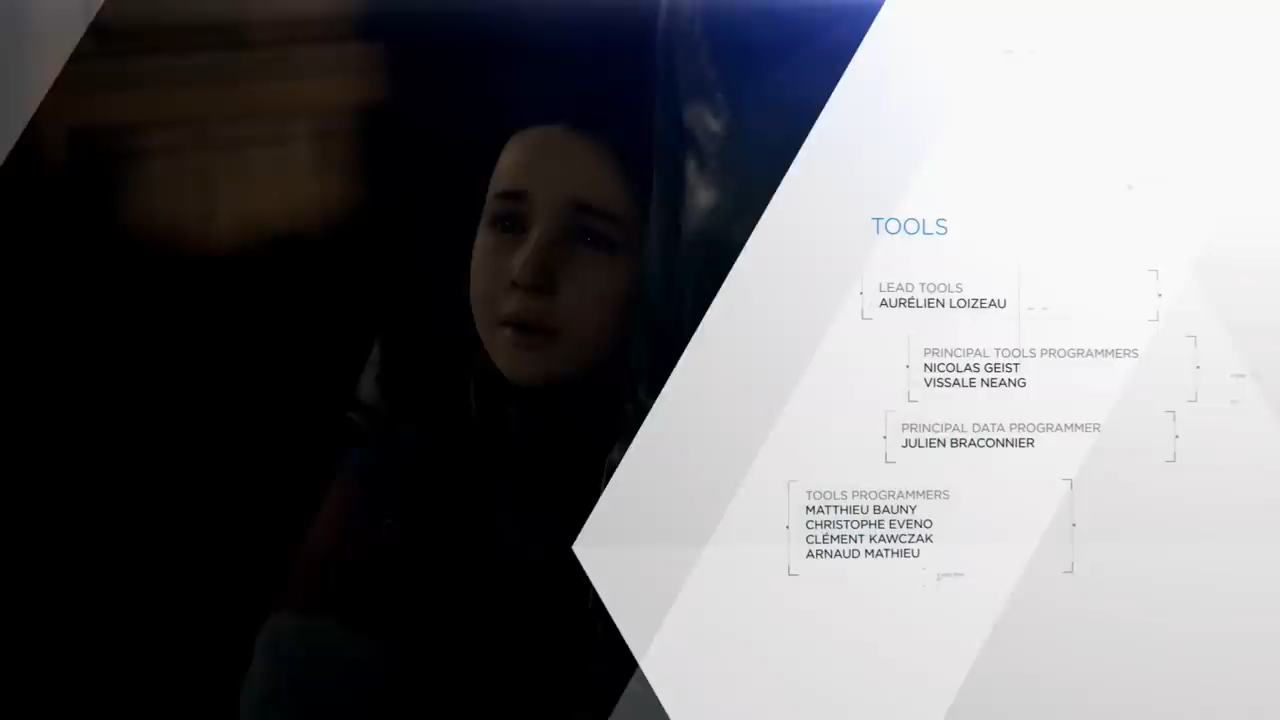 TOOLS
LEAD TOOLS
AURÉLIEN LOIZEAU
PRINCIPAL TOOLS PROGRAMMERS
NICOLAS GEIST
VISSALE NEANG
PRINCIPAL DATA PROGRAMMER
JULIEN BRACONNIER
TOOLS PROGRAMMERS
MATTHIEU BAUNY
CHRISTOPHE EVENO
CLÉMENT KAWCZAK
ARNAUD MATHIEU